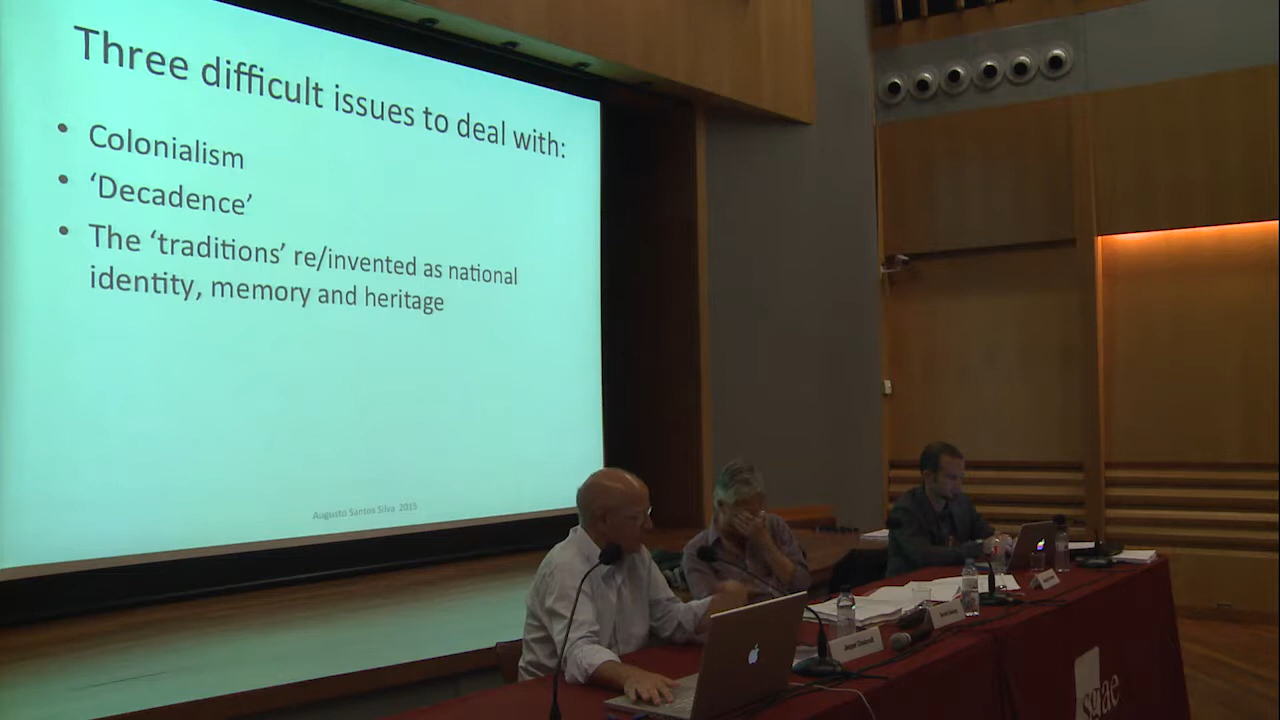 Three difficult issues to deal with:
• Colonialism
• ‘Decadence’
• The ‘traditions’ re/invented as national
identity, memory and heritage
Augusto Santos Silva 2015
sgae